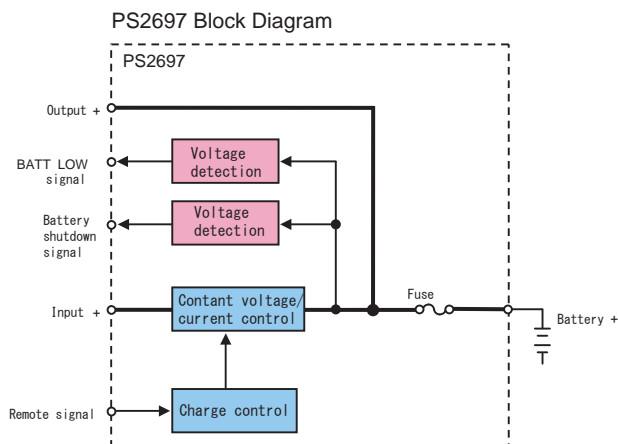 PS2697 Block Diagram
PS2697
Output +
BATT LOW
signal
Voltage
detection
Battery
shutdown
signal
Voltage
detection
Input +
Contant voltage/
current control
Fuse
Battery +
Remote signal
Charge control